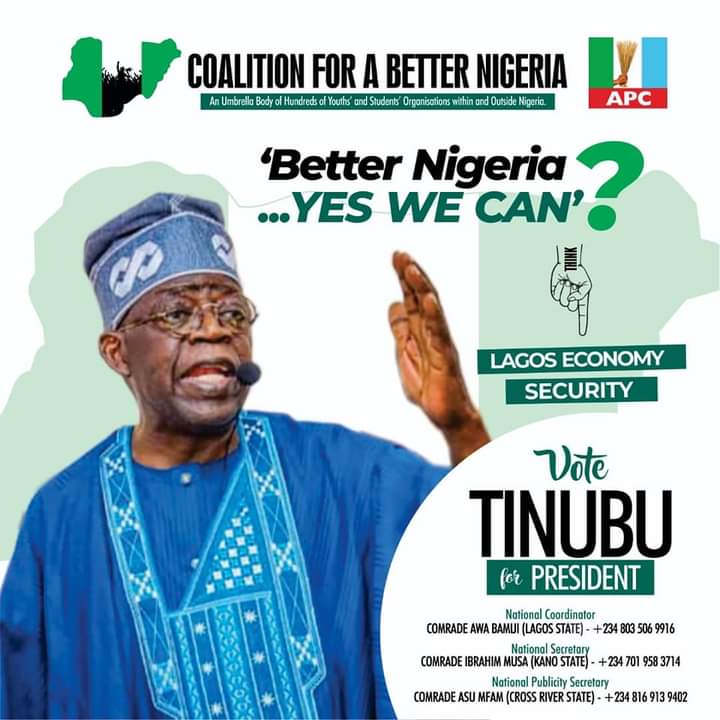 COALITION FOR A BETTER NIGERIA
An Umbrella Body of Hundreds of Youths' and Students' Organisations within and Outside Nigeria.
APC
'Better Nigeria
...YES WE CAN'?
THINK
LAGOS ECONOMY
SECURITY
Vote
TINUBU
for PRESIDENT
National Coordinator
COMRADE AWA BAMIJI (LAGOS STATE) - +234 803 506 9916
National Secretary
COMRADE IBRAHIM MUSA (KANO STATE) - +234 701 958 3714
National Publicity Secretary
COMRADE ASU MFAM (CROSS RIVER STATE) - +234 816 913 9402